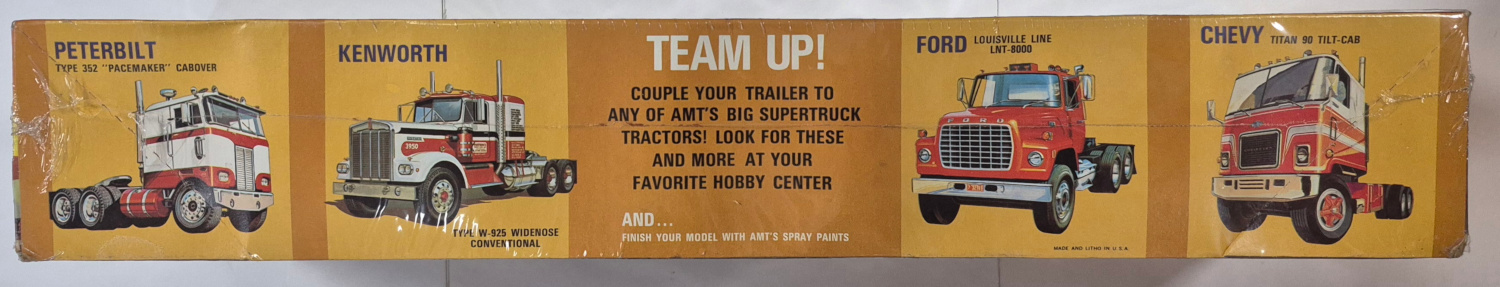 PETERBILT
TYPE 352 "PACEMAKER" CABOVER
KENWORTH
3950
TYPE W-925 WIDENOSE
CONVENTIONAL
TEAM UP!
COUPLE YOUR TRAILER TO
ANY OF AMT'S BIG SUPERTRUCK
TRACTORS! LOOK FOR THESE
AND MORE AT YOUR
FAVORITE HOBBY CENTER
AND...
FINISH YOUR MODEL WITH AMT'S SPRAY PAINTS
FORD LOUISVILLE LINE
LNT-8000
FORD
MADE AND LITHO IN U.S.A.
CHEVY TITAN 90 TILT-CAB